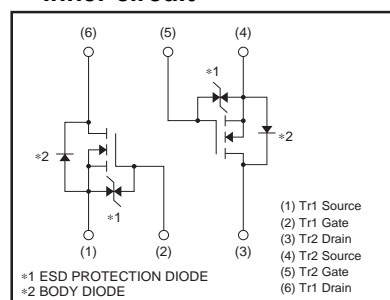 Inner circuit
(6) (5) (4)
∗1
∗2 ∗2
∗1
(1) (2) (3)
(1) Tr1 Source
(2) Tr1 Gate
(3) Tr2 Drain
(4) Tr2 Source
(5) Tr2 Gate
(6) Tr1 Drain
∗1 ESD PROTECTION DIODE
∗2 BODY DIODE